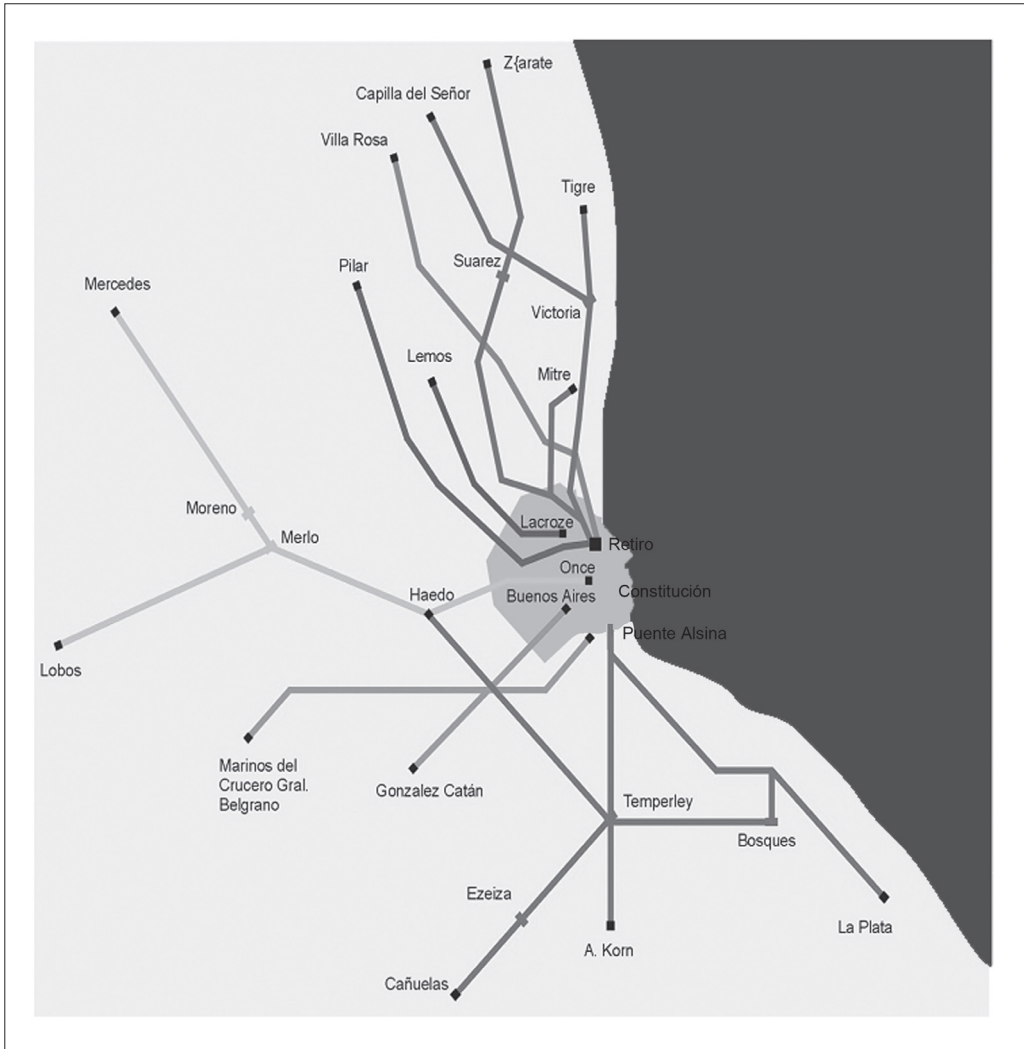 Z{arate
Capilla del Señor
Villa Rosa
Tigre
Suarez
Pilar
Mercedes
Victoria
Lemos
Mitre
Moreno
Lacroze
Merlo
Retiro
Once
Constitución
Haedo
Buenos Aires
Puente Alsina
Lobos
Marinos del
Crucero Gral.
Belgrano
Gonzalez Catán
Temperley
Bosques
Ezeiza
La Plata
A. Korn
Cañuelas